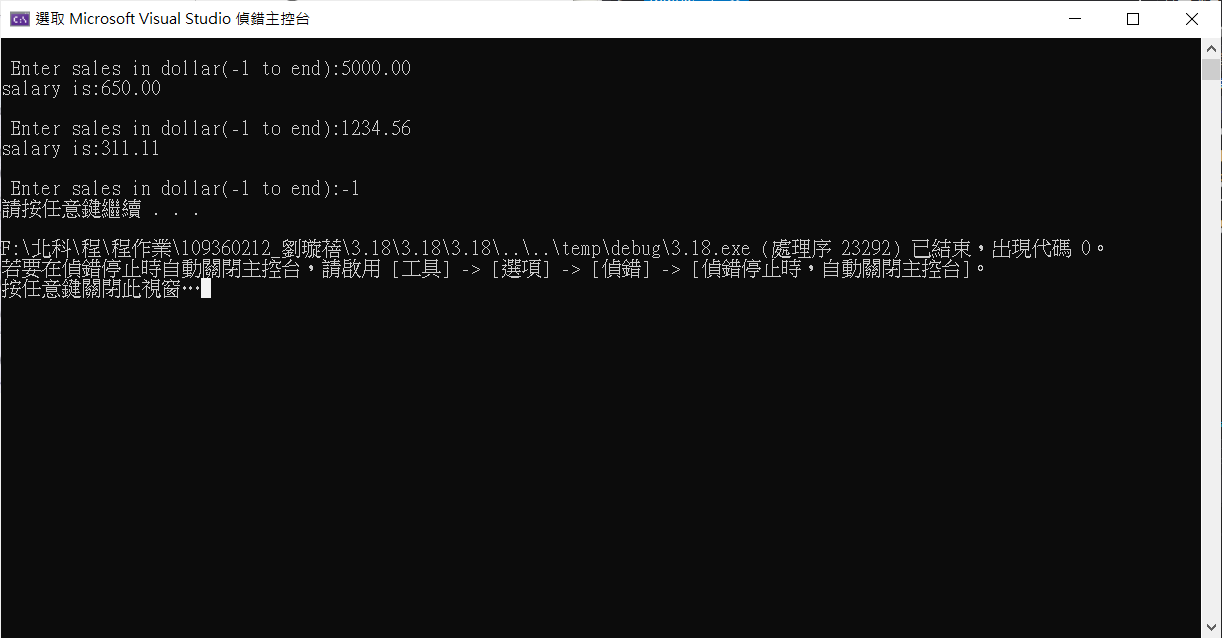 選取 Microsoft Visual Studio 偵錯主控台
Enter sales in dollar(-1 to end):5000.00
salary is:650.00
Enter sales in dollar(-1 to end):1234.56
salary is:311.11
Enter sales in dollar(-1 to end):-1
請按任意鍵繼續 . . .
F:\北科\程\程作業\109360212_劉璇萻\3.18\3.18\3.18\..\..\temp\debug\3.18.exe (處理序 23292) 已結束，出現代碼 0。
若要在偵錯停止時自動關閉主控台，請啟用 [工具] -> [選項] -> [偵錯] -> [偵錯停止時，自動關閉主控台]。
按任意鍵關閉此視窗…